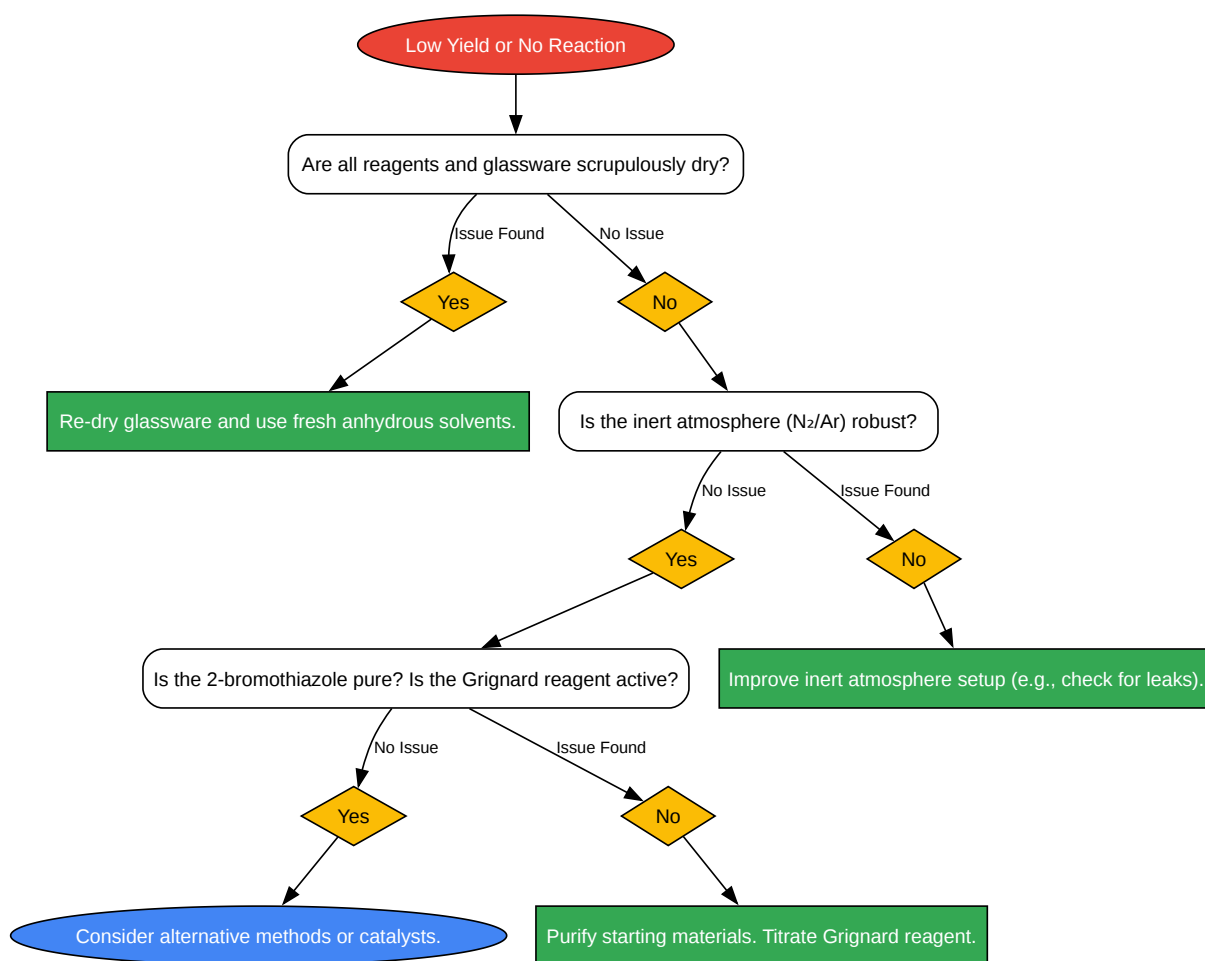 Low Yield or No Reaction
Are all reagents and glassware scrupulously dry?
Issue Found
No Issue
Yes
No
Re-dry glassware and use fresh anhydrous solvents.
Is the inert atmosphere (N₂/Ar) robust?
No Issue
Issue Found
Yes
No
Is the 2-bromothiazole pure? Is the Grignard reagent active?
Improve inert atmosphere setup (e.g., check for leaks).
No Issue
Issue Found
Yes
No
Consider alternative methods or catalysts.
Purify starting materials. Titrate Grignard reagent.